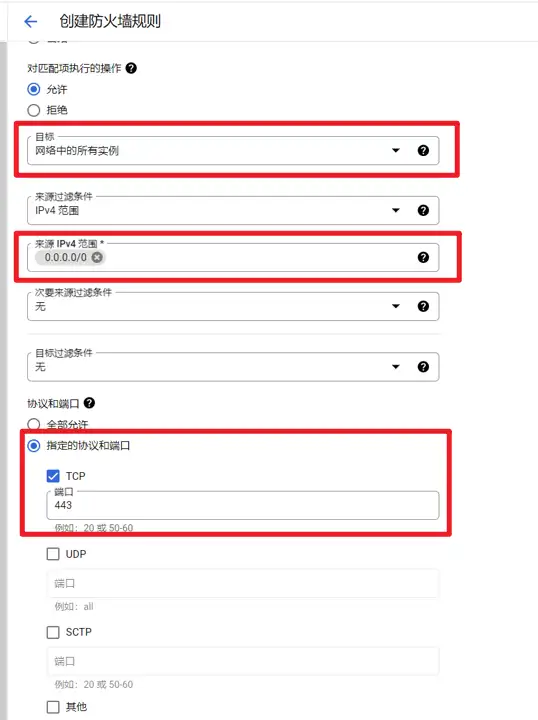 创建防火墙规则
对匹配项执行的操作
允许
拒绝
目标
网络中的所有实例
来源过滤条件
IPv4 范围
来源 IPv4 范围 *
0.0.0.0/0
次要来源过滤条件
无
目标过滤条件
无
协议和端口
全部允许
指定的协议和端口
TCP
端口
443
例如：20 或 50-60
UDP
端口
例如：all
SCTP
端口
例如：20 或 50-60
其他